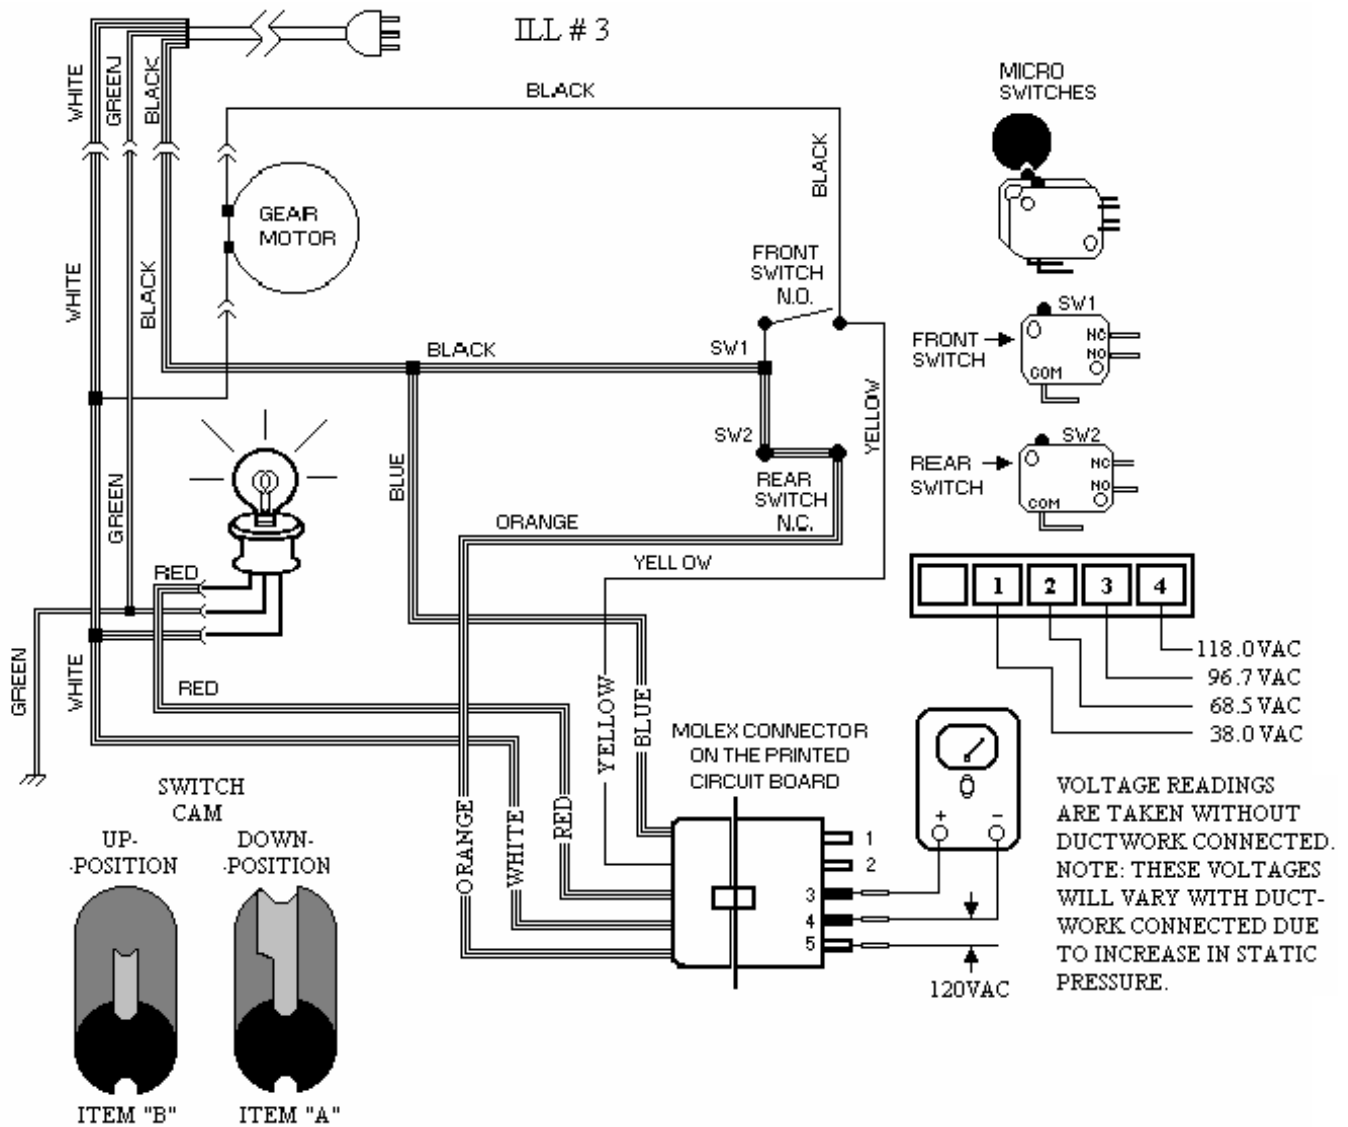 ILL # 3
WHITE
GREEN
BLACK
BLACK
BLACK
MICRO
SWITCHES
GEAR
MOTOR
WHITE
BLACK
FRONT
SWITCH
N.O.
SW1
BLACK
YELLOW
SW1
FRONT
SWITCH
NC
NO
COM
SW2
REAR
SWITCH
N.C.
SW2
REAR
SWITCH
NC
NO
COM
BLUE
GREEN
ORANGE
YELLOW
RED
1 2 3 4
118.0 VAC
96.7 VAC
68.5 VAC
38.0 VAC
GREEN
WHITE
RED
YELLOW
BLUE
MOLEX CONNECTOR
ON THE PRINTED
CIRCUIT BOARD
ORANGE
WHITE
RED
1
2
3
4
5
+ -
120VAC
VOLTAGE READINGS
ARE TAKEN WITHOUT
DUCTWORK CONNECTED.
NOTE: THESE VOLTAGES
WILL VARY WITH DUCT-
WORK CONNECTED DUE
TO INCREASE IN STATIC
PRESSURE.
SWITCH
CAM
UP-
-POSITION
DOWN-
-POSITION
ITEM "B"
ITEM "A"